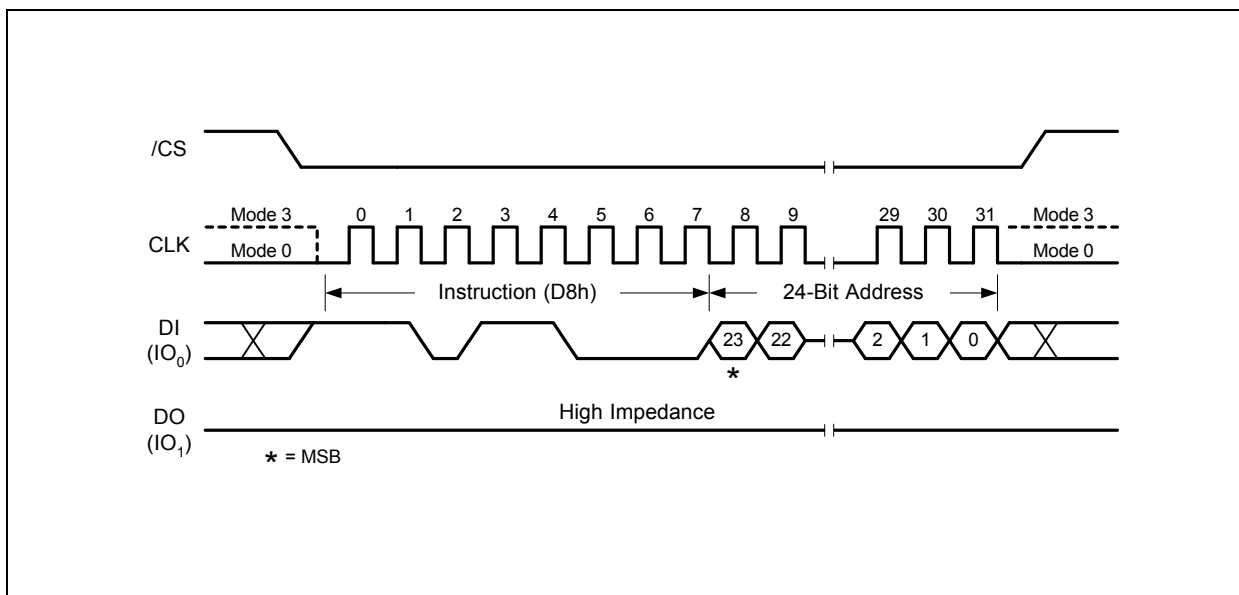 /CS
Mode 3 0 1 2 3 4 5 6 7 8 9 29 30 31 Mode 3
CLK Mode 0 Mode 0
Instruction (D8h) 24-Bit Address
DI
(IO₀) 23 22 2 1 0
*
High Impedance
DO
(IO₁)
* = MSB